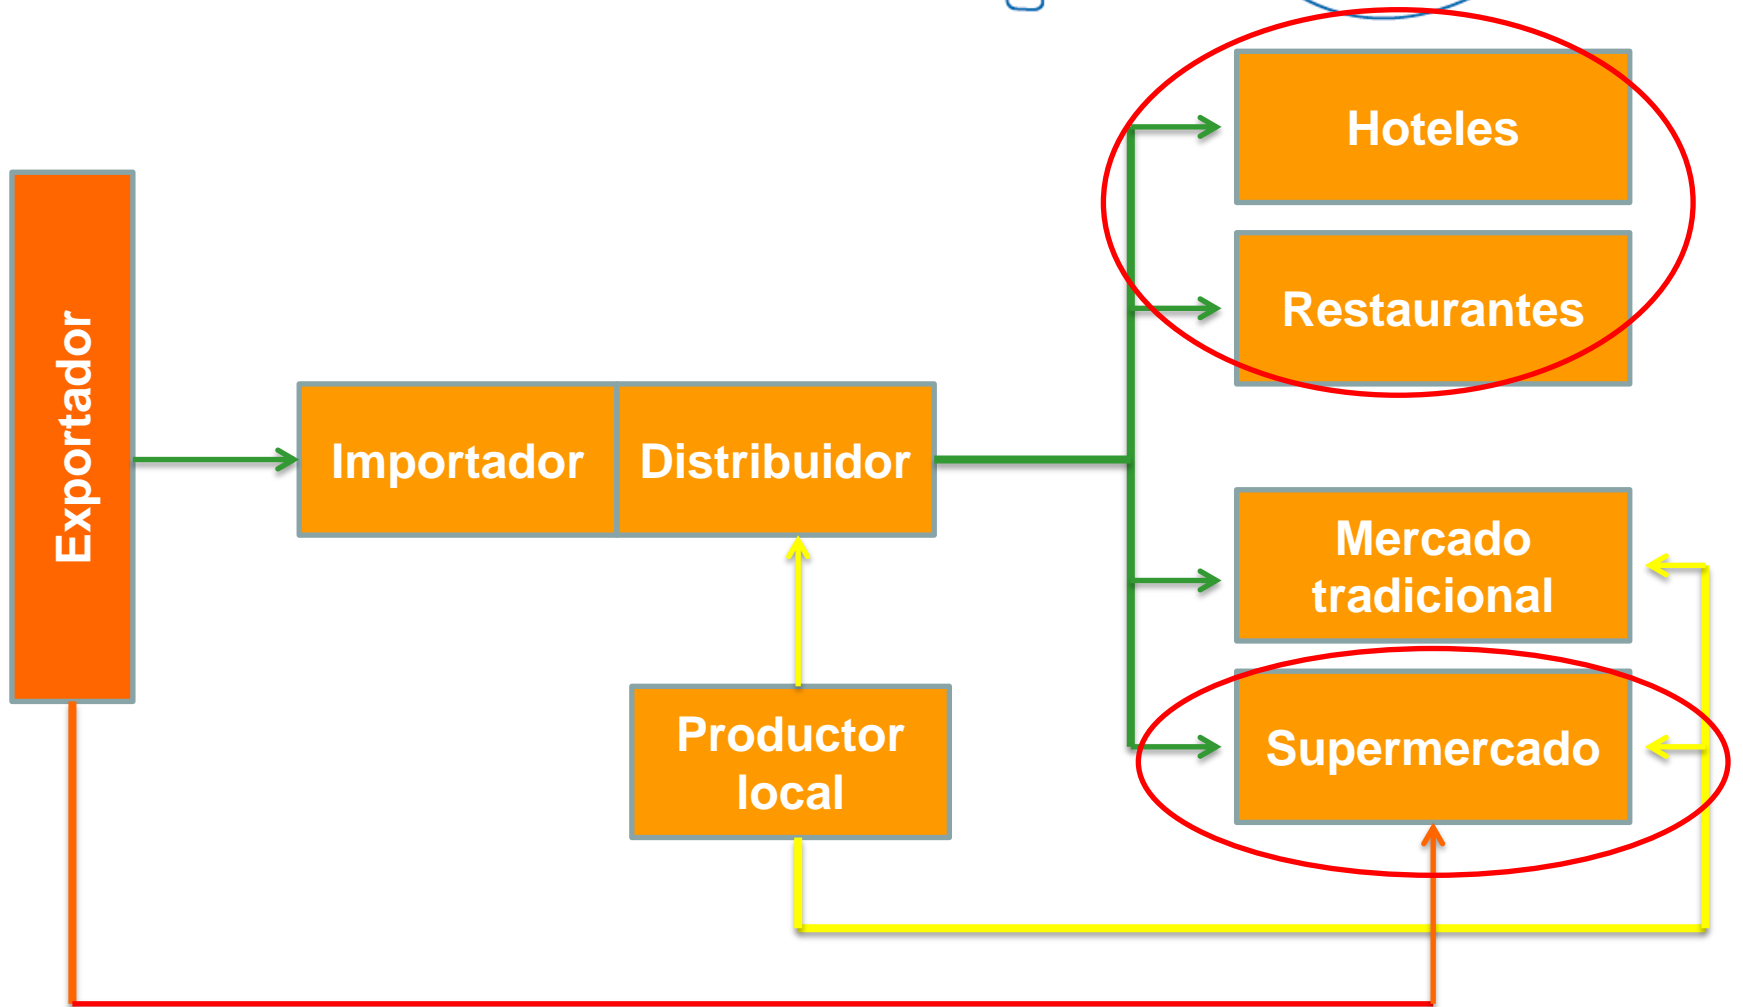 Hoteles
Restaurantes
Exportador
Importador
Distribuidor
Mercado
tradicional
Productor
local
Supermercado